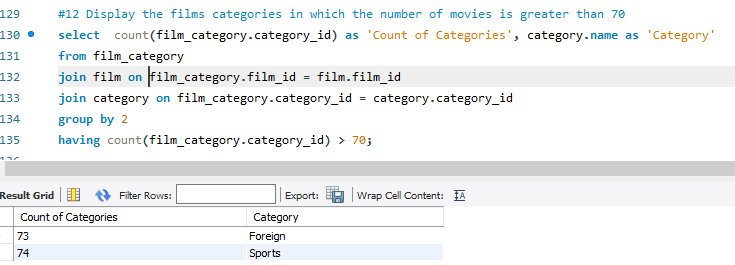 129 #12 Display the films categories in which the number of movies is greater than 70
130 select count(film_category.category_id) as 'Count of Categories', category.name as 'Category'
131 from film_category
132 join film on film_category.film_id = film.film_id
133 join category on film_category.category_id = category.category_id
134 group by 2
135 having count(film_category.category_id) > 70;
Result Grid Filter Rows: Export: Wrap Cell Content:
Count of Categories Category
73 Foreign
74 Sports